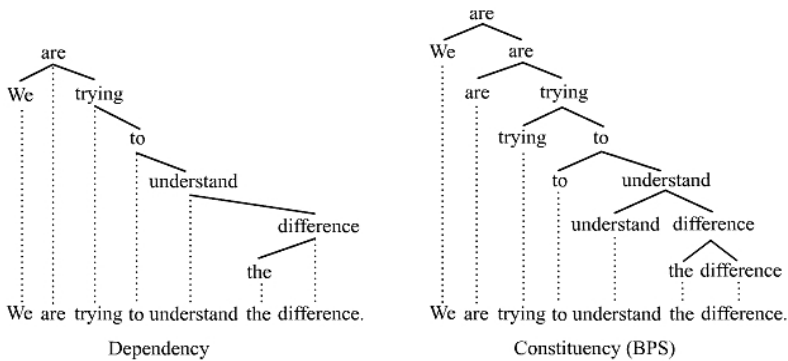 are
We trying
to
understand
difference
the
We are trying to understand the difference.
Dependency
are
We are
are trying
trying to
to understand
understand difference
the difference
We are trying to understand the difference.
Constituency (BPS)